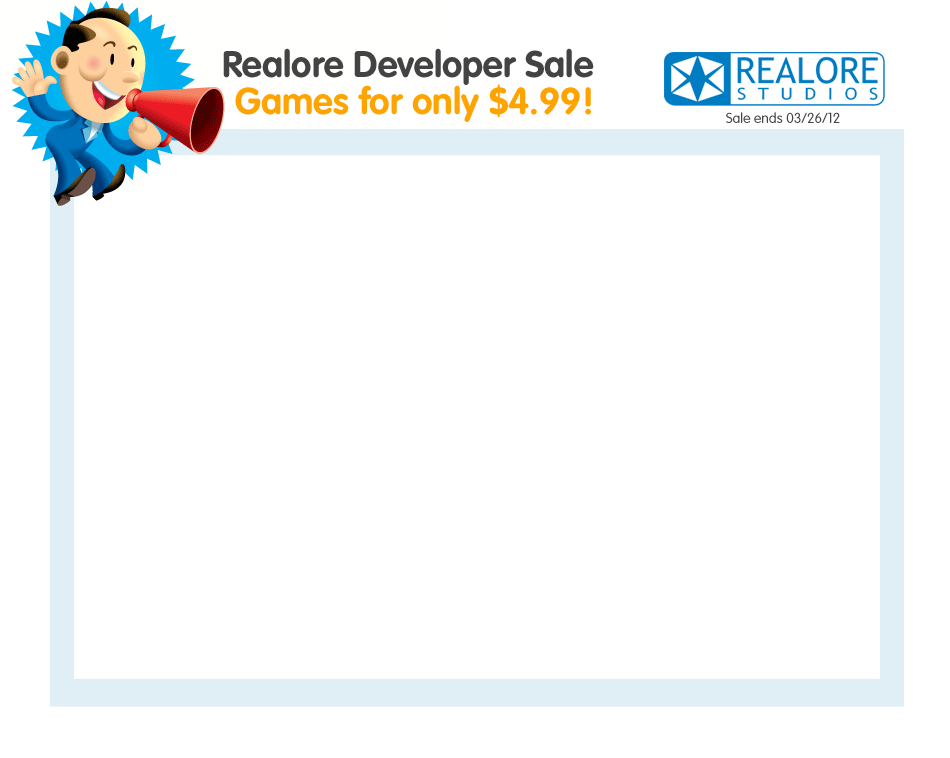 Realore Developer Sale
Games for only $4.99!
REALORE
STUDIOS
Sale ends 03/26/12